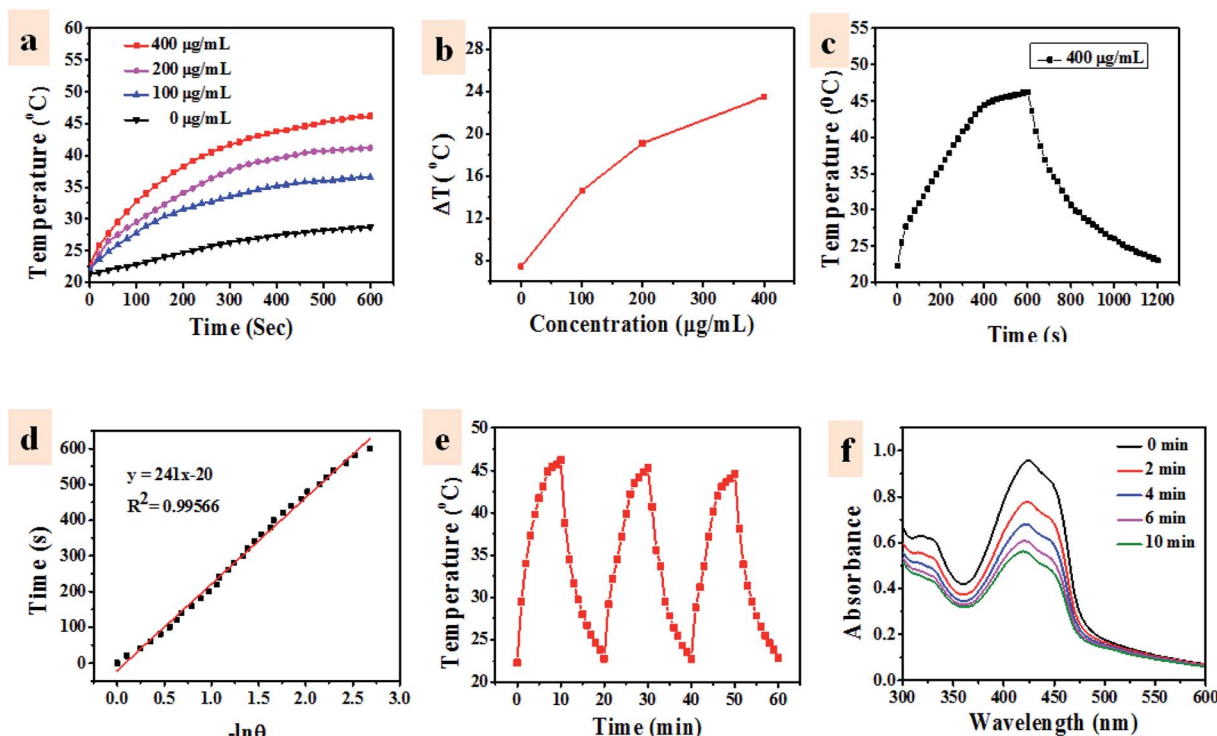 a
60
55
50
45
40
35
30
25
20
400 μg/mL
200 μg/mL
100 μg/mL
0 μg/mL
Temperature (°C)
0 100 200 300 400 500 600
Time (Sec)
b
28
24
20
16
12
8
ΔT( °C)
0 100 200 300 400
Concentration (μg/mL)
c
55
50
45
40
35
30
25
20
400 μg/mL
Temperature (⁰C)
0 200 400 600 800 1000 1200
Time (s)
d
600
500
400
300
200
100
0
y = 241x-20
R² = 0.99566
Time (s)
0.0 0.5 1.0 1.5 2.0 2.5 3.0
-lnθ
e
50
45
40
35
30
25
20
Temperature (°C)
0 10 20 30 40 50 60
Time (min)
f
1.0
0.8
0.6
0.4
0.2
0.0
0 min
2 min
4 min
6 min
10 min
Absorbance
300 350 400 450 500 550 600
Wavelength (nm)